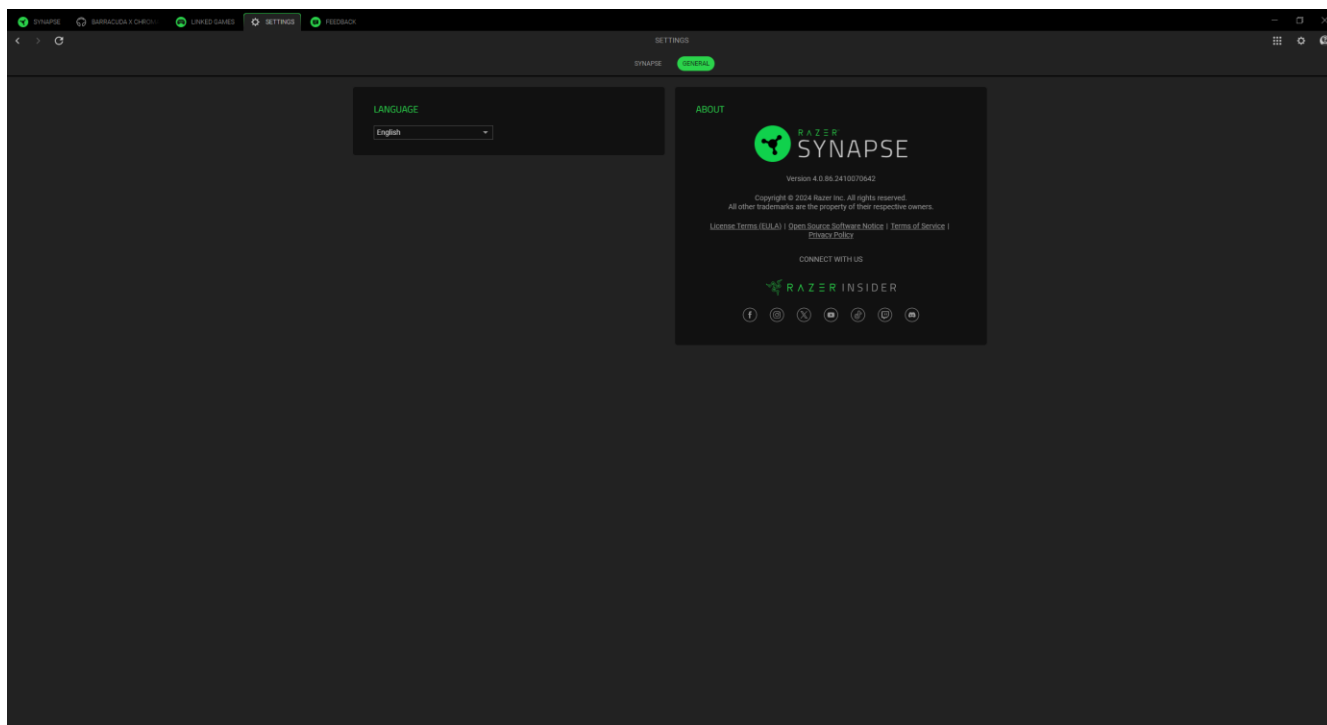 SYNAPSE
BARRACUDA X CHROM
LINKED GAMES
SETTINGS
FEEDBACK
SETTINGS
SYNAPSE
GENERAL
LANGUAGE
English
ABOUT
RAZER
SYNAPSE
Version 4.0.86.2410070642
Copyright © 2024 Razer Inc. All rights reserved.
All other trademarks are the property of their respective owners.
License Terms (EULA) | Open Source Software Notice | Terms of Service |
Privacy Policy
CONNECT WITH US
RAZER INSIDER